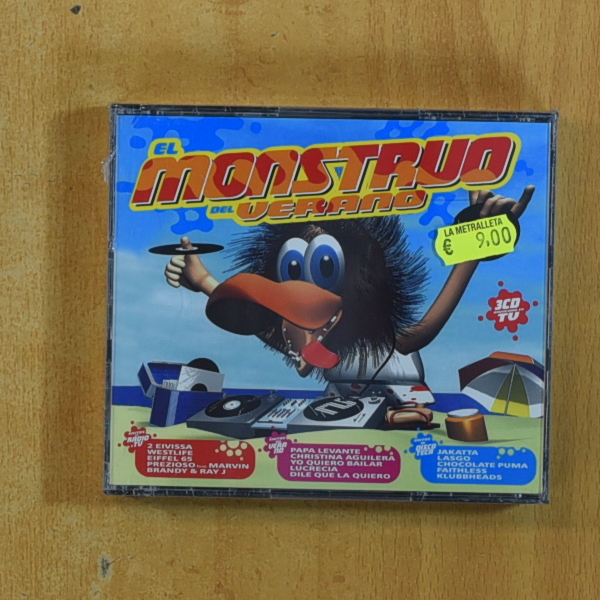 EL
MONSTRUO
DEL VERANO
LA METRALLETA
€ 9.00
3CD
TV
2 EIVISSA
WESTLIFE
EIFFEL 65
PREZIOSO feat. MARVIN
BRANDY & RAY J
PAPA LEVANTE
CHRISTINA AGUILERA
YO QUIERO BAILAR
LUCRECIA
DILE QUE LA QUIERO
JAKATTA
LASGO
CHOCOLATE PUMA
FAITHLESS
KLUBBHEADS